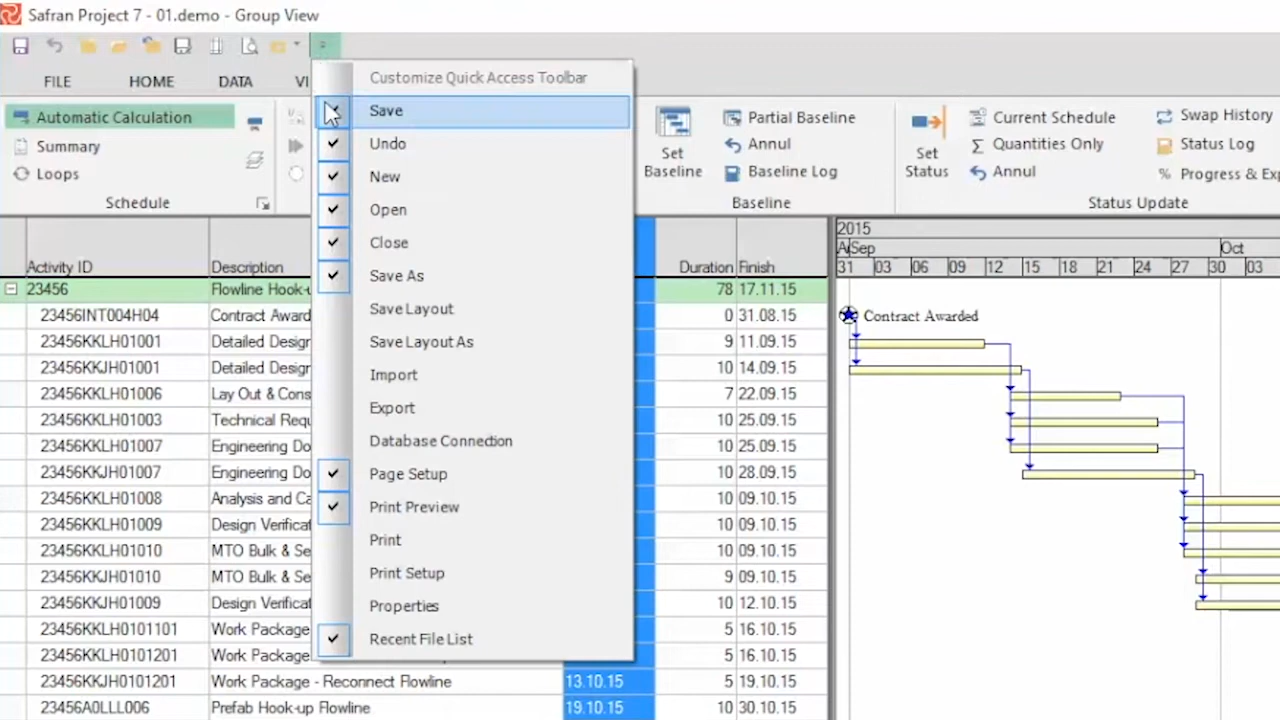 Safran Project 7 - 01.demo - Group View
FILE HOME DATA VI
Customize Quick Access Toolbar
Save
Undo
New
Open
Close
Save As
Save Layout
Save Layout As
Import
Export
Database Connection
Page Setup
Print Preview
Print
Print Setup
Properties
Recent File List
Automatic Calculation
Summary
Loops
Schedule
Set Baseline
Partial Baseline
Annul
Baseline Log
Baseline
Set Status
Current Schedule
Quantities Only
Annul
Swap History
Status Log
Progress & Exp
Status Update
Activity ID Description Duration Finish
23456 Flowline Hook-u 78 17.11.15
23456INT004H04 Contract Award 0 31.08.15
23456KKLH01001 Detailed Design 9 11.09.15
23456KKJH01001 Detailed Design 10 14.09.15
23456KKLH01006 Lay Out & Cons 7 22.09.15
23456KKLH01003 Technical Requ 10 25.09.15
23456KKLH01007 Engineering Do 10 25.09.15
23456KKJH01007 Engineering Do 10 28.09.15
23456KKLH01008 Analysis and Ca 10 09.10.15
23456KKLH01009 Design Verificat 10 09.10.15
23456KKLH01010 MTO Bulk & Se 10 09.10.15
23456KKJH01010 MTO Bulk & Se 9 09.10.15
23456KKJH01009 Design Verificat 10 12.10.15
23456KKLH0101101 Work Package 5 16.10.15
23456KKLH0101201 Work Package 5 16.10.15
23456KKJH0101201 Work Package - Reconnect Flowline 13.10.15 5 19.10.15
23456A0LLL006 Prefab Hook-up Flowline 19.10.15 10 30.10.15
2015
A Sep Oct
31 03 06 09 12 15 18 21 24 27 30 03
Contract Awarded